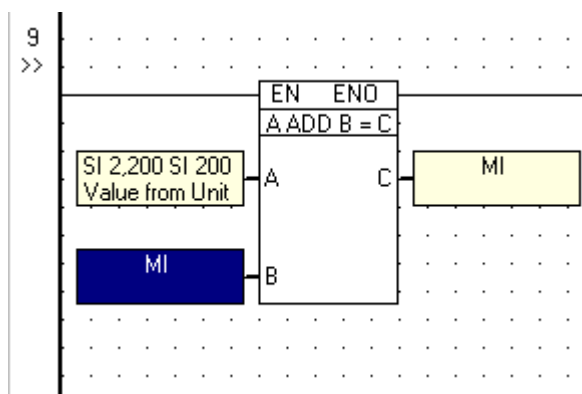 9
>>
EN ENO
A ADD B = C
SI 2,200 SI 200
Value from Unit
A
C
MI
MI
B